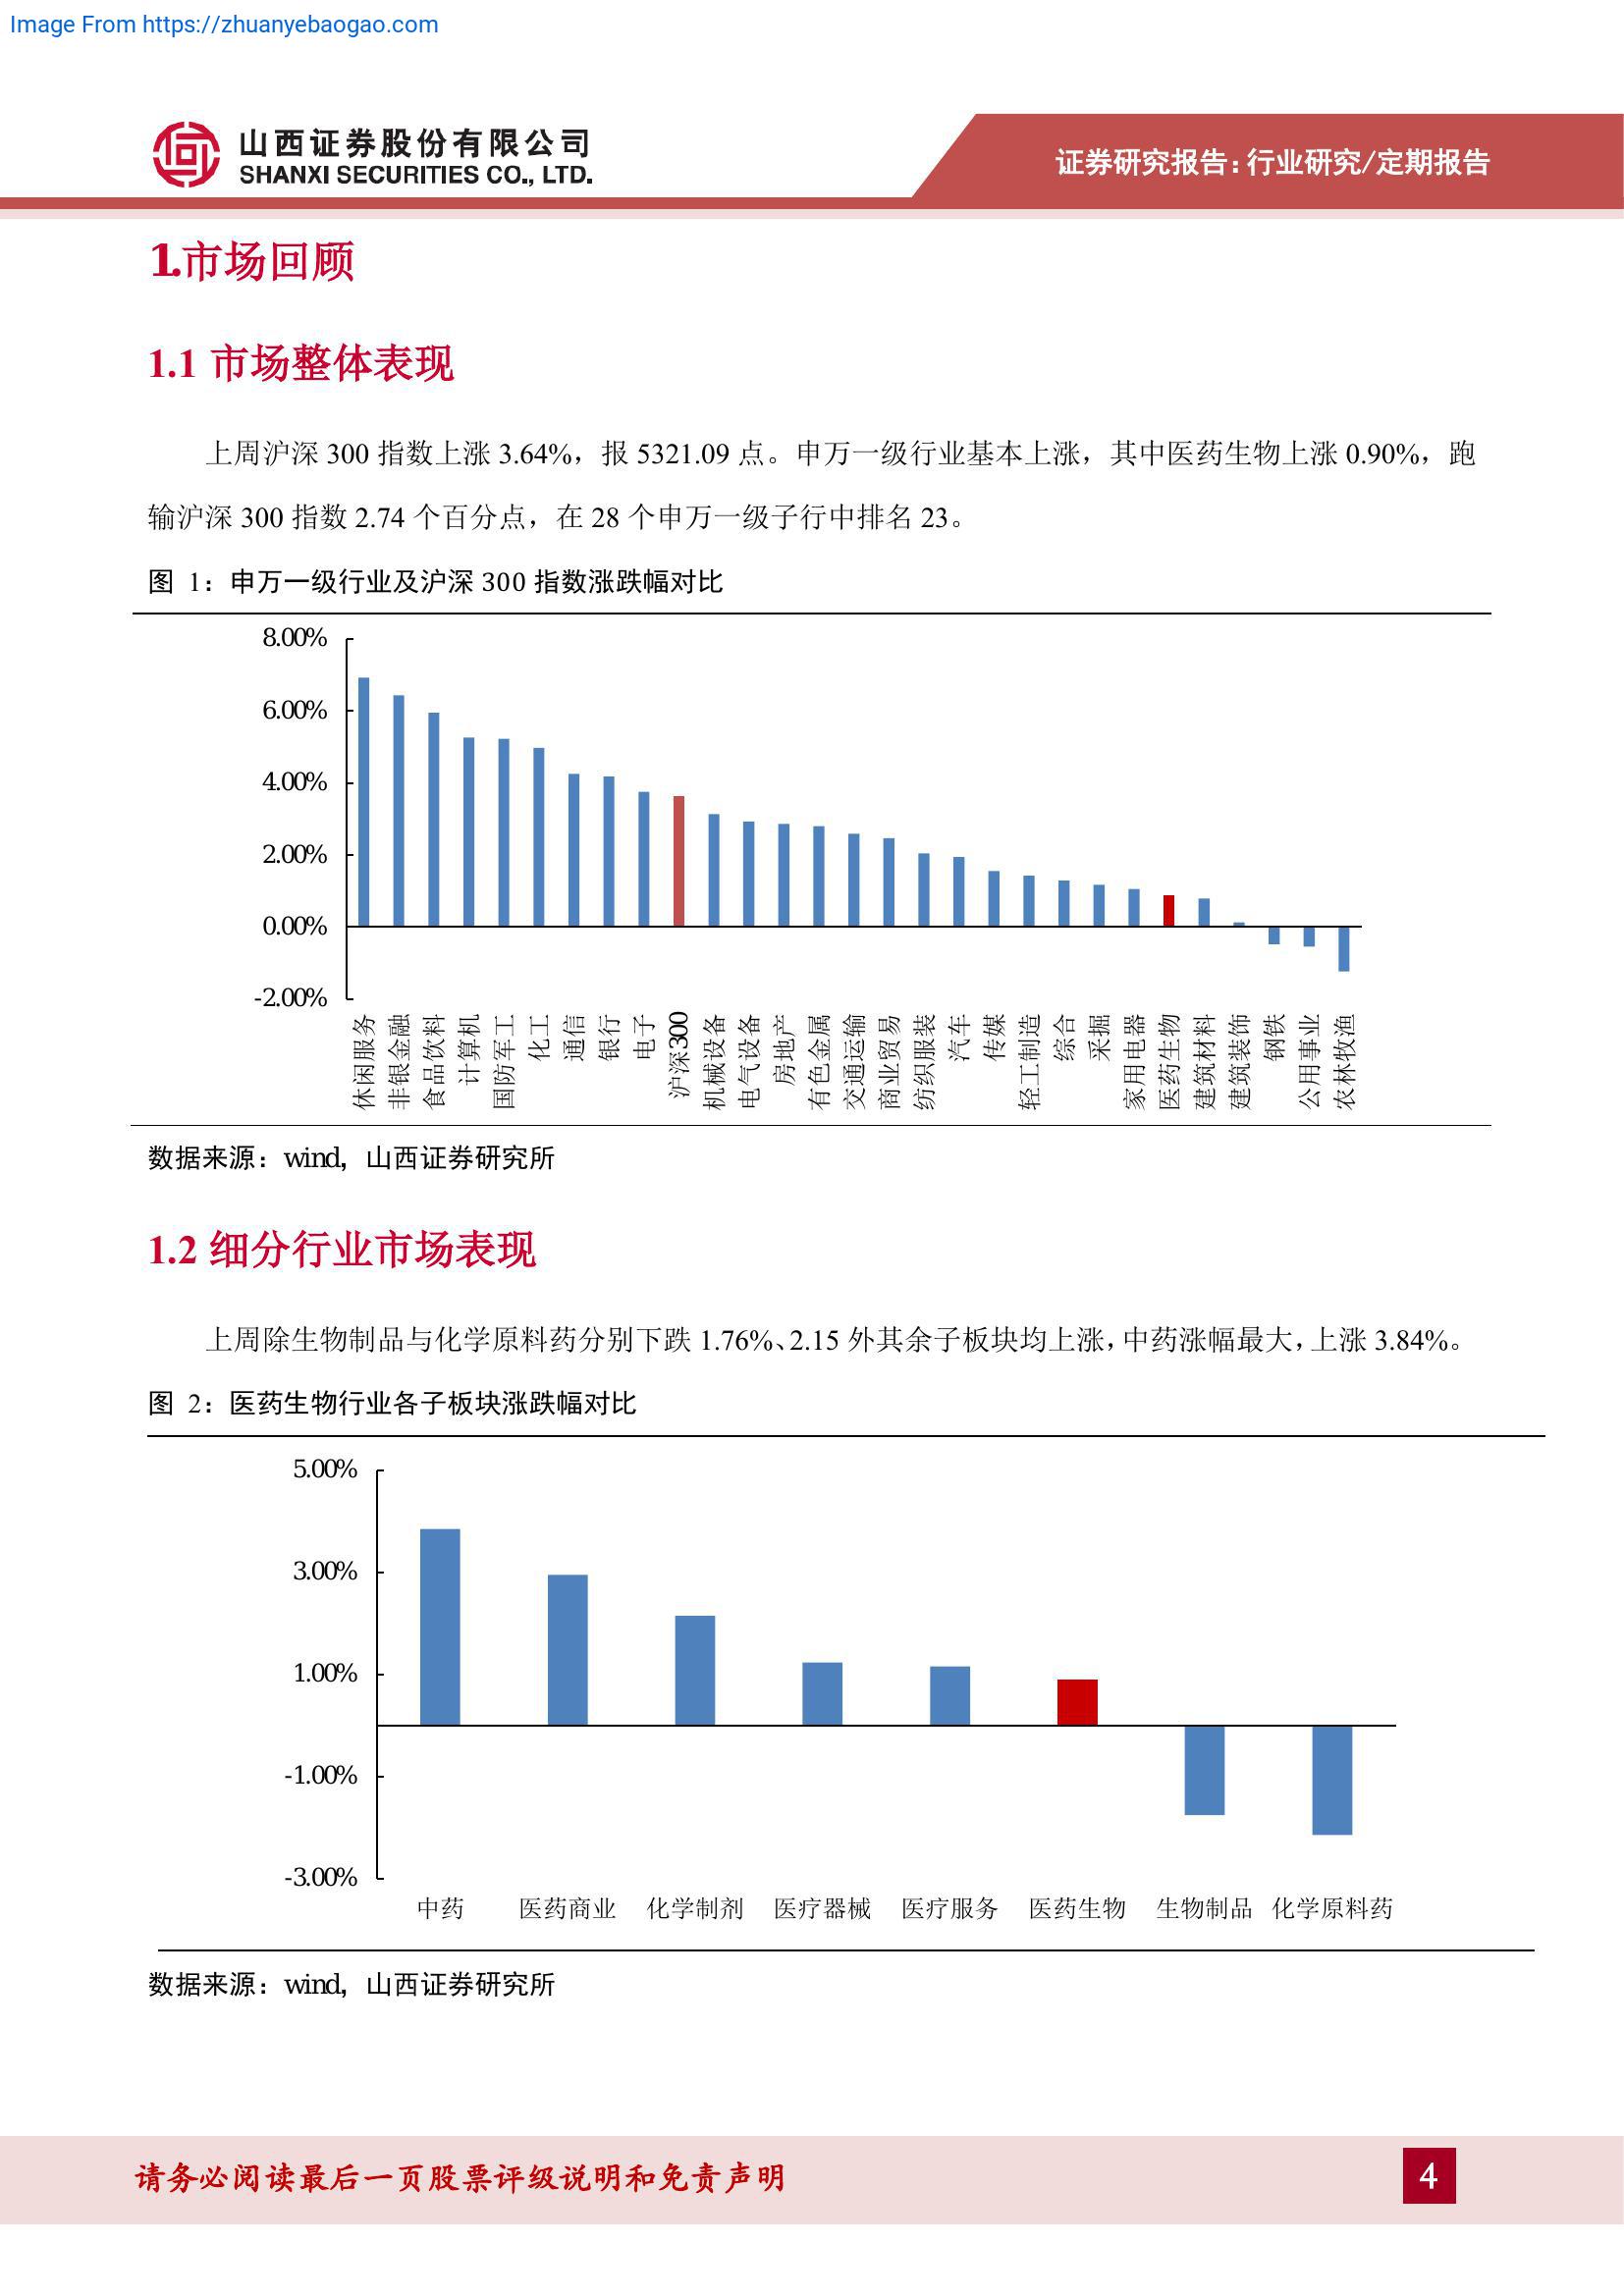 Image From https://zhuanyebaogao.com
山西证券股份有限公司
SHANXI SECURITIES CO., LTD.
证券研究报告：行业研究/定期报告
1.市场回顾
1.1 市场整体表现
上周沪深 300 指数上涨 3.64%，报 5321.09 点。申万一级行业基本上涨，其中医药生物上涨 0.90%，跑
输沪深 300 指数 2.74 个百分点，在 28 个申万一级子行中排名 23。
图 1：申万一级行业及沪深 300 指数涨跌幅对比
8.00%
6.00%
4.00%
2.00%
0.00%
-2.00%
休闲服务
非银金融
食品饮料
计算机
国防军工
化工
通信
银行
电子
沪深300
机械设备
电气设备
房地产
有色金属
交通运输
商业贸易
纺织服装
汽车
传媒
轻工制造
综合
采掘
家用电器
医药生物
建筑材料
建筑装饰
钢铁
公用事业
农林牧渔
数据来源：wind，山西证券研究所
1.2 细分行业市场表现
上周除生物制品与化学原料药分别下跌 1.76%、2.15 外其余子板块均上涨，中药涨幅最大，上涨 3.84%。
图 2：医药生物行业各子板块涨跌幅对比
5.00%
3.00%
1.00%
-1.00%
-3.00%
中药 医药商业 化学制剂 医疗器械 医疗服务 医药生物 生物制品 化学原料药
数据来源：wind，山西证券研究所
请务必阅读最后一页股票评级说明和免责声明
4